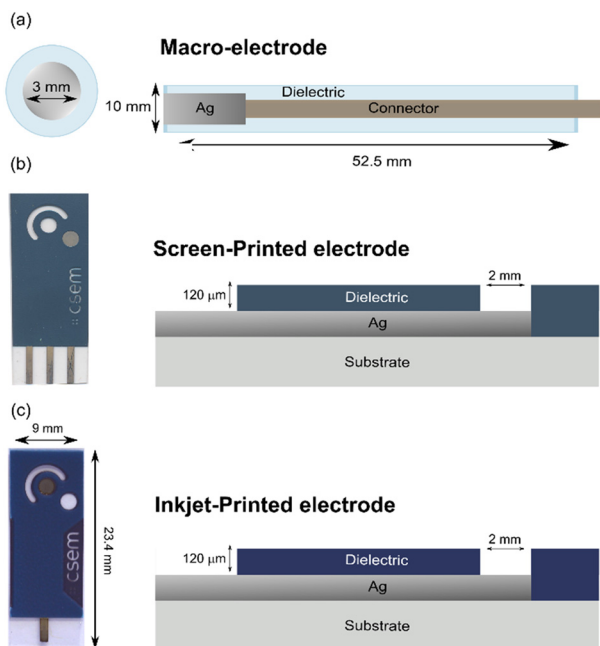 (a)
Macro-electrode
3 mm
10 mm
Dielectric
Ag
Connector
52.5 mm
(b)
Screen-Printed electrode
csem
120 µm
Dielectric
2 mm
Ag
Substrate
(c)
9 mm
Inkjet-Printed electrode
csem
23.4 mm
120 µm
Dielectric
2 mm
Ag
Substrate